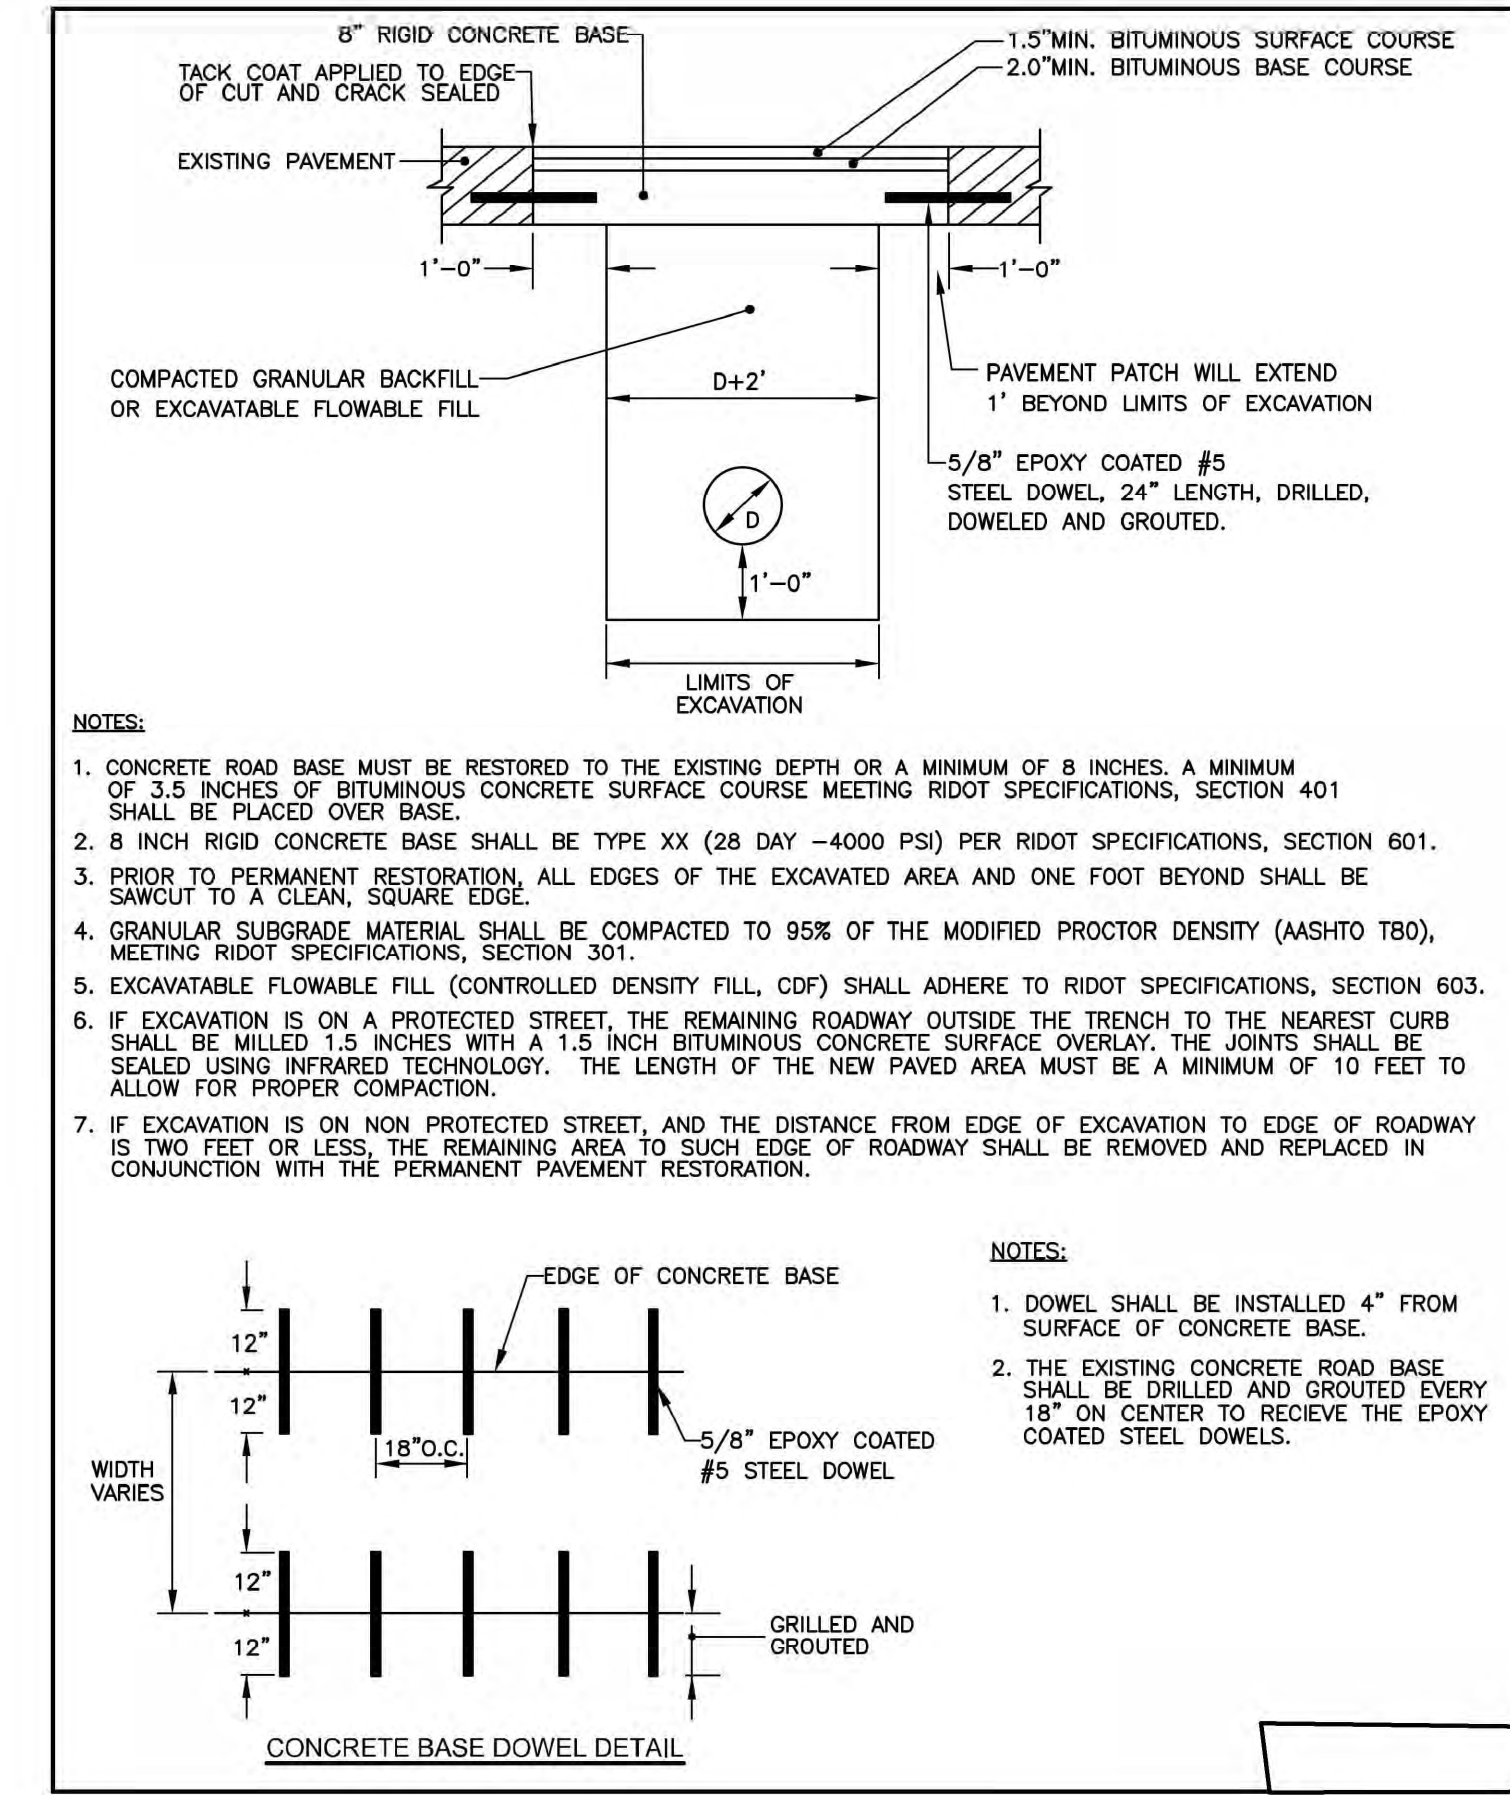 8" RIGID CONCRETE BASE
1.5"MIN. BITUMINOUS SURFACE COURSE
2.0"MIN. BITUMINOUS BASE COURSE
TACK COAT APPLIED TO EDGE
OF CUT AND CRACK SEALED
EXISTING PAVEMENT
1'-0"
1'-0"
COMPACTED GRANULAR BACKFILL
OR EXCAVATABLE FLOWABLE FILL
D+2'
PAVEMENT PATCH WILL EXTEND
1' BEYOND LIMITS OF EXCAVATION
5/8" EPOXY COATED #5
STEEL DOWEL, 24" LENGTH, DRILLED,
DOWELED AND GROUTED.
D
1'-0"
LIMITS OF
EXCAVATION
NOTES:
1. CONCRETE ROAD BASE MUST BE RESTORED TO THE EXISTING DEPTH OR A MINIMUM OF 8 INCHES. A MINIMUM
OF 3.5 INCHES OF BITUMINOUS CONCRETE SURFACE COURSE MEETING RIDOT SPECIFICATIONS, SECTION 401
SHALL BE PLACED OVER BASE.
2. 8 INCH RIGID CONCRETE BASE SHALL BE TYPE XX (28 DAY -4000 PSI) PER RIDOT SPECIFICATIONS, SECTION 601.
3. PRIOR TO PERMANENT RESTORATION, ALL EDGES OF THE EXCAVATED AREA AND ONE FOOT BEYOND SHALL BE
SAWCUT TO A CLEAN, SQUARE EDGE.
4. GRANULAR SUBGRADE MATERIAL SHALL BE COMPACTED TO 95% OF THE MODIFIED PROCTOR DENSITY (AASHTO T80),
MEETING RIDOT SPECIFICATIONS, SECTION 301.
5. EXCAVATABLE FLOWABLE FILL (CONTROLLED DENSITY FILL, CDF) SHALL ADHERE TO RIDOT SPECIFICATIONS, SECTION 603.
6. IF EXCAVATION IS ON A PROTECTED STREET, THE REMAINING ROADWAY OUTSIDE THE TRENCH TO THE NEAREST CURB
SHALL BE MILLED 1.5 INCHES WITH A 1.5 INCH BITUMINOUS CONCRETE SURFACE OVERLAY. THE JOINTS SHALL BE
SEALED USING INFRARED TECHNOLOGY. THE LENGTH OF THE NEW PAVED AREA MUST BE A MINIMUM OF 10 FEET TO
ALLOW FOR PROPER COMPACTION.
7. IF EXCAVATION IS ON NON PROTECTED STREET, AND THE DISTANCE FROM EDGE OF EXCAVATION TO EDGE OF ROADWAY
IS TWO FEET OR LESS, THE REMAINING AREA TO SUCH EDGE OF ROADWAY SHALL BE REMOVED AND REPLACED IN
CONJUNCTION WITH THE PERMANENT PAVEMENT RESTORATION.
EDGE OF CONCRETE BASE
12"
12"
18"O.C.
5/8" EPOXY COATED
#5 STEEL DOWEL
WIDTH
VARIES
12"
12"
GRILLED AND
GROUTED
CONCRETE BASE DOWEL DETAIL
NOTES:
1. DOWEL SHALL BE INSTALLED 4" FROM
SURFACE OF CONCRETE BASE.
2. THE EXISTING CONCRETE ROAD BASE
SHALL BE DRILLED AND GROUTED EVERY
18" ON CENTER TO RECIEVE THE EPOXY
COATED STEEL DOWELS.